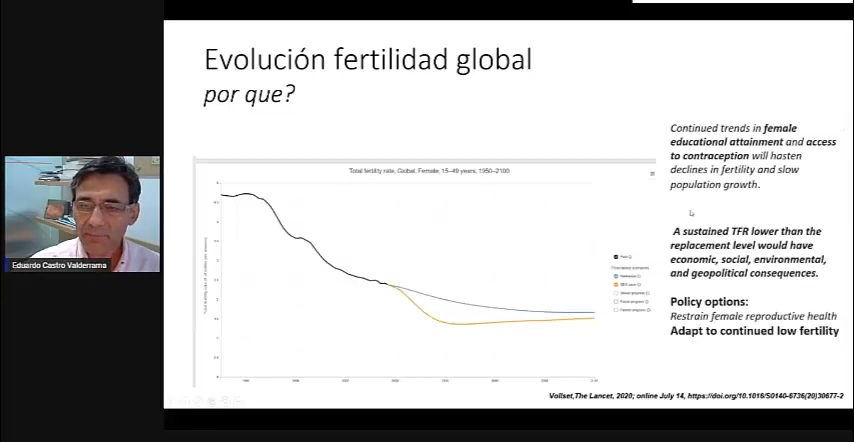 Evolución fertilidad global
por que?
Total fertility rate, Global, Female, 15–49 years, 1950–2100
Continued trends in female
educational attainment and access
to contraception will hasten
declines in fertility and slow
population growth.
A sustained TFR lower than the
replacement level would have
economic, social, environmental,
and geopolitical consequences.
Policy options:
Restrain female reproductive health
Adapt to continued low fertility
Vollset,The Lancet, 2020; online July 14, https://doi.org/10.1016/S0140-6736(20)30677-2
Eduardo Castro Valderrama